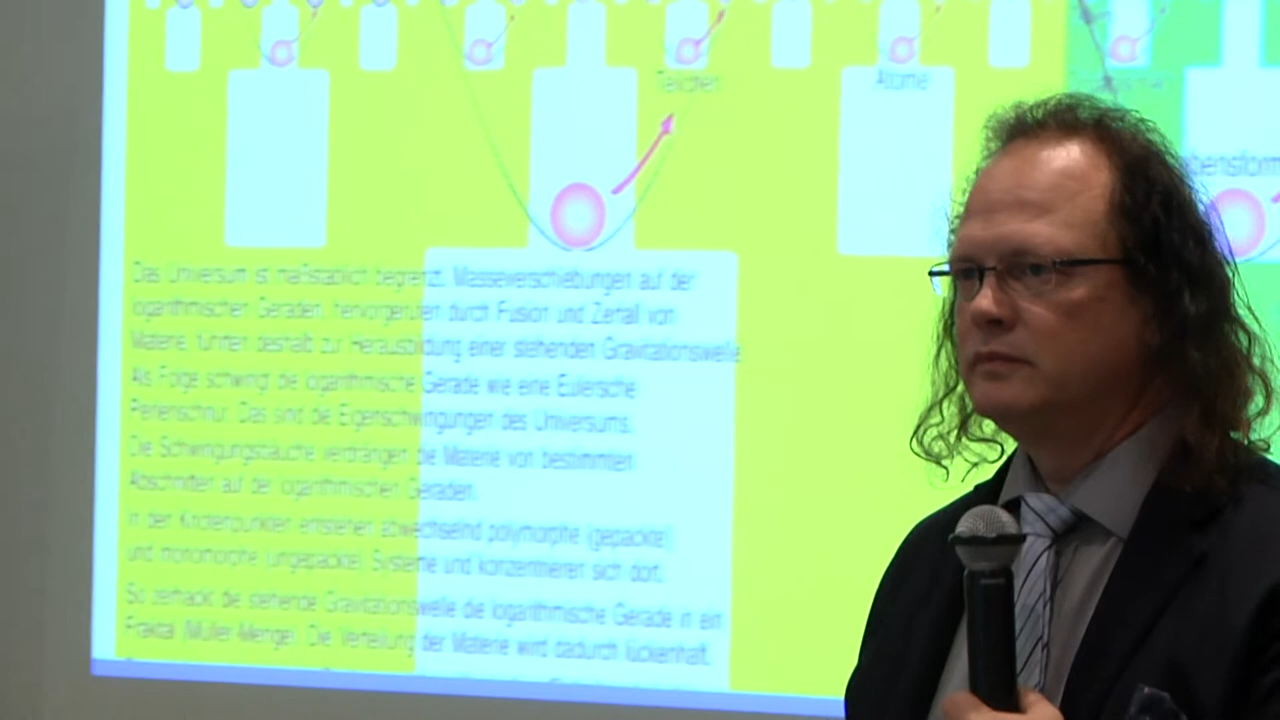 Teilchen
Atome
Das Universum ist maßstäblich begrenzt. Masseverschiebungen auf der
logarithmischen Geraden, hervorgerufen durch Fusion und Zerfall von
Materie, führen deshalb zur Herausbildung einer stehenden Gravitationswelle.
Als Folge schwingt die logarithmische Gerade wie eine Eulersche
Perlenschnur. Das sind die Eigenschwingungen des Universums.
Die Schwingungsbäuche verdrängen die Materie von bestimmten
Abschnitten auf der logarithmischen Geraden.
In den Knotenpunkten entstehen abwechselnd polymorphe (gepackte)
und monomorphe (ungepackte) Systeme und konzentrieren sich dort.
So zerhackt die stehende Gravitationswelle die logarithmische Gerade in ein
Fraktal (Müller-Menge). Die Verteilung der Materie wird dadurch lückenhaft.